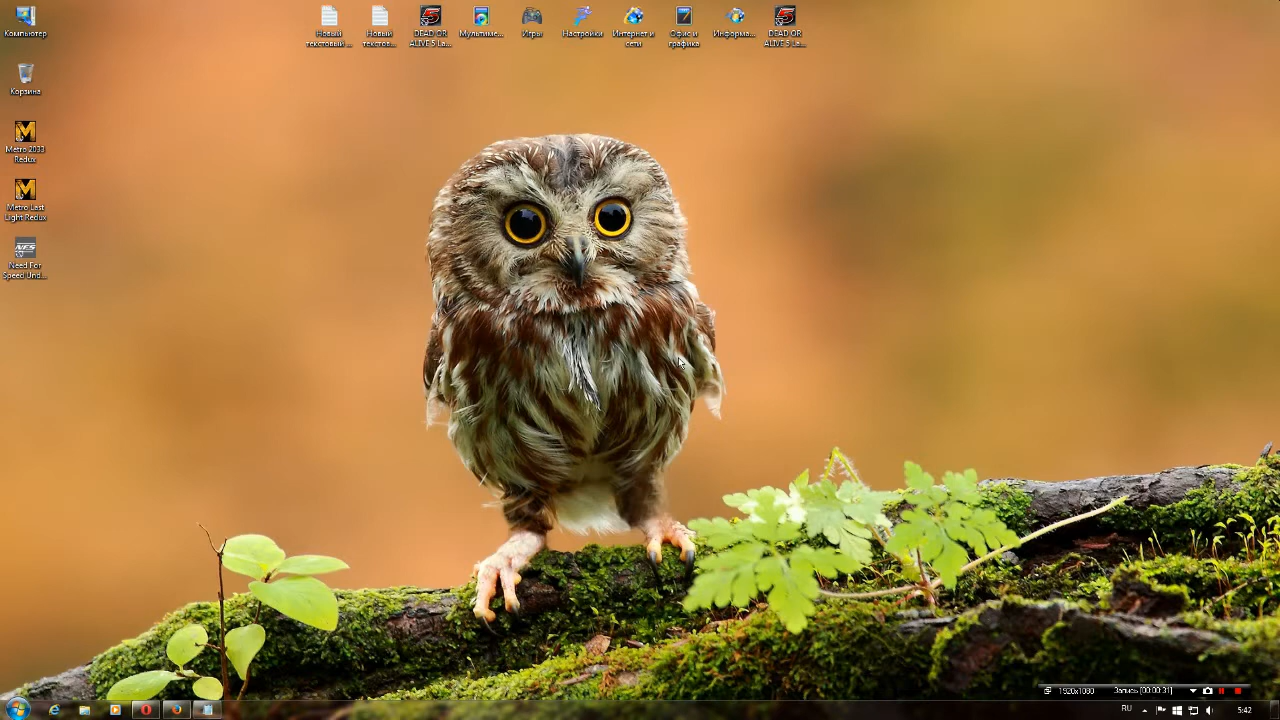 Компьютер
Новый
текстовый ...
Новый
текстов...
DEAD OR
ALIVE 5 La...
Мультиме...
Игры
Настройки
Интернет и
сети
Офис и
графика
Информа...
DEAD OR
ALIVE 5 La...
Корзина
Metro 2033
Redux
Metro Last
Light Redux
NFS
Need For
Speed Und...
1920x1080
Запись [00:00:31]
RU
5:42